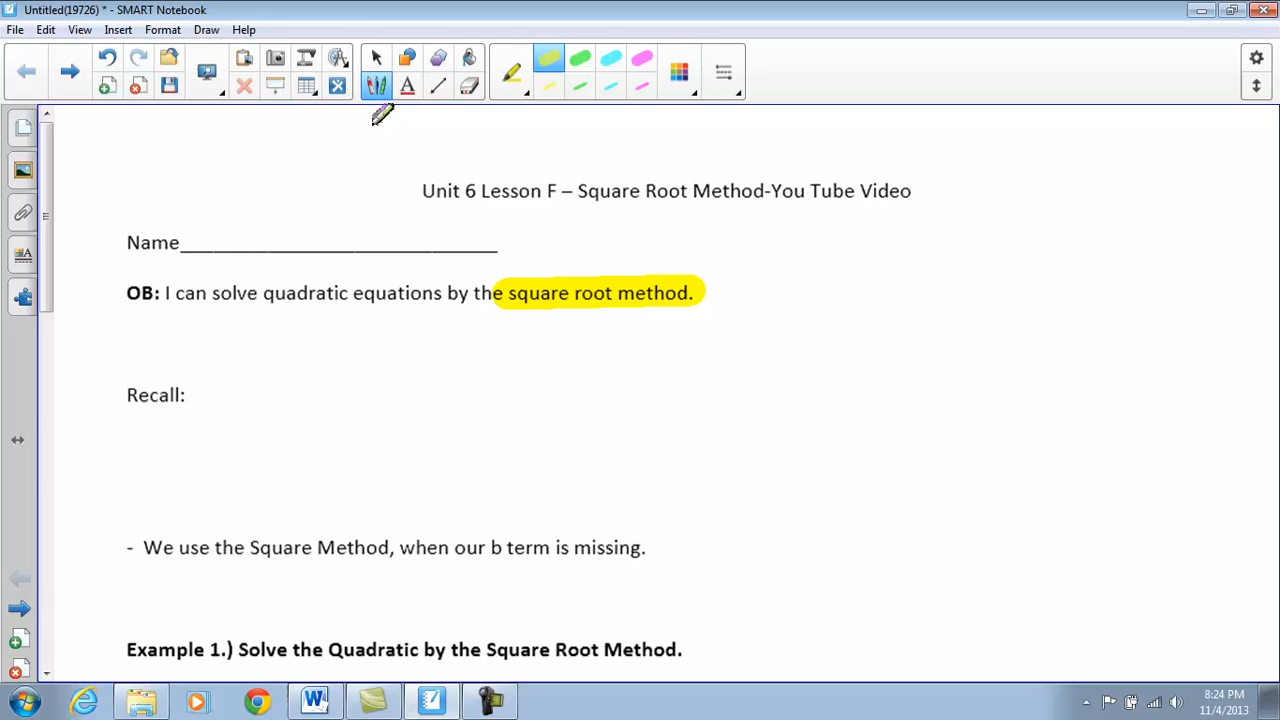 Untitled(19726) * - SMART Notebook
File Edit View Insert Format Draw Help
Unit 6 Lesson F – Square Root Method-You Tube Video
Name_____________________________
OB: I can solve quadratic equations by the square root method.
Recall:
- We use the Square Method, when our b term is missing.
Example 1.) Solve the Quadratic by the Square Root Method.
8:24 PM
11/4/2013